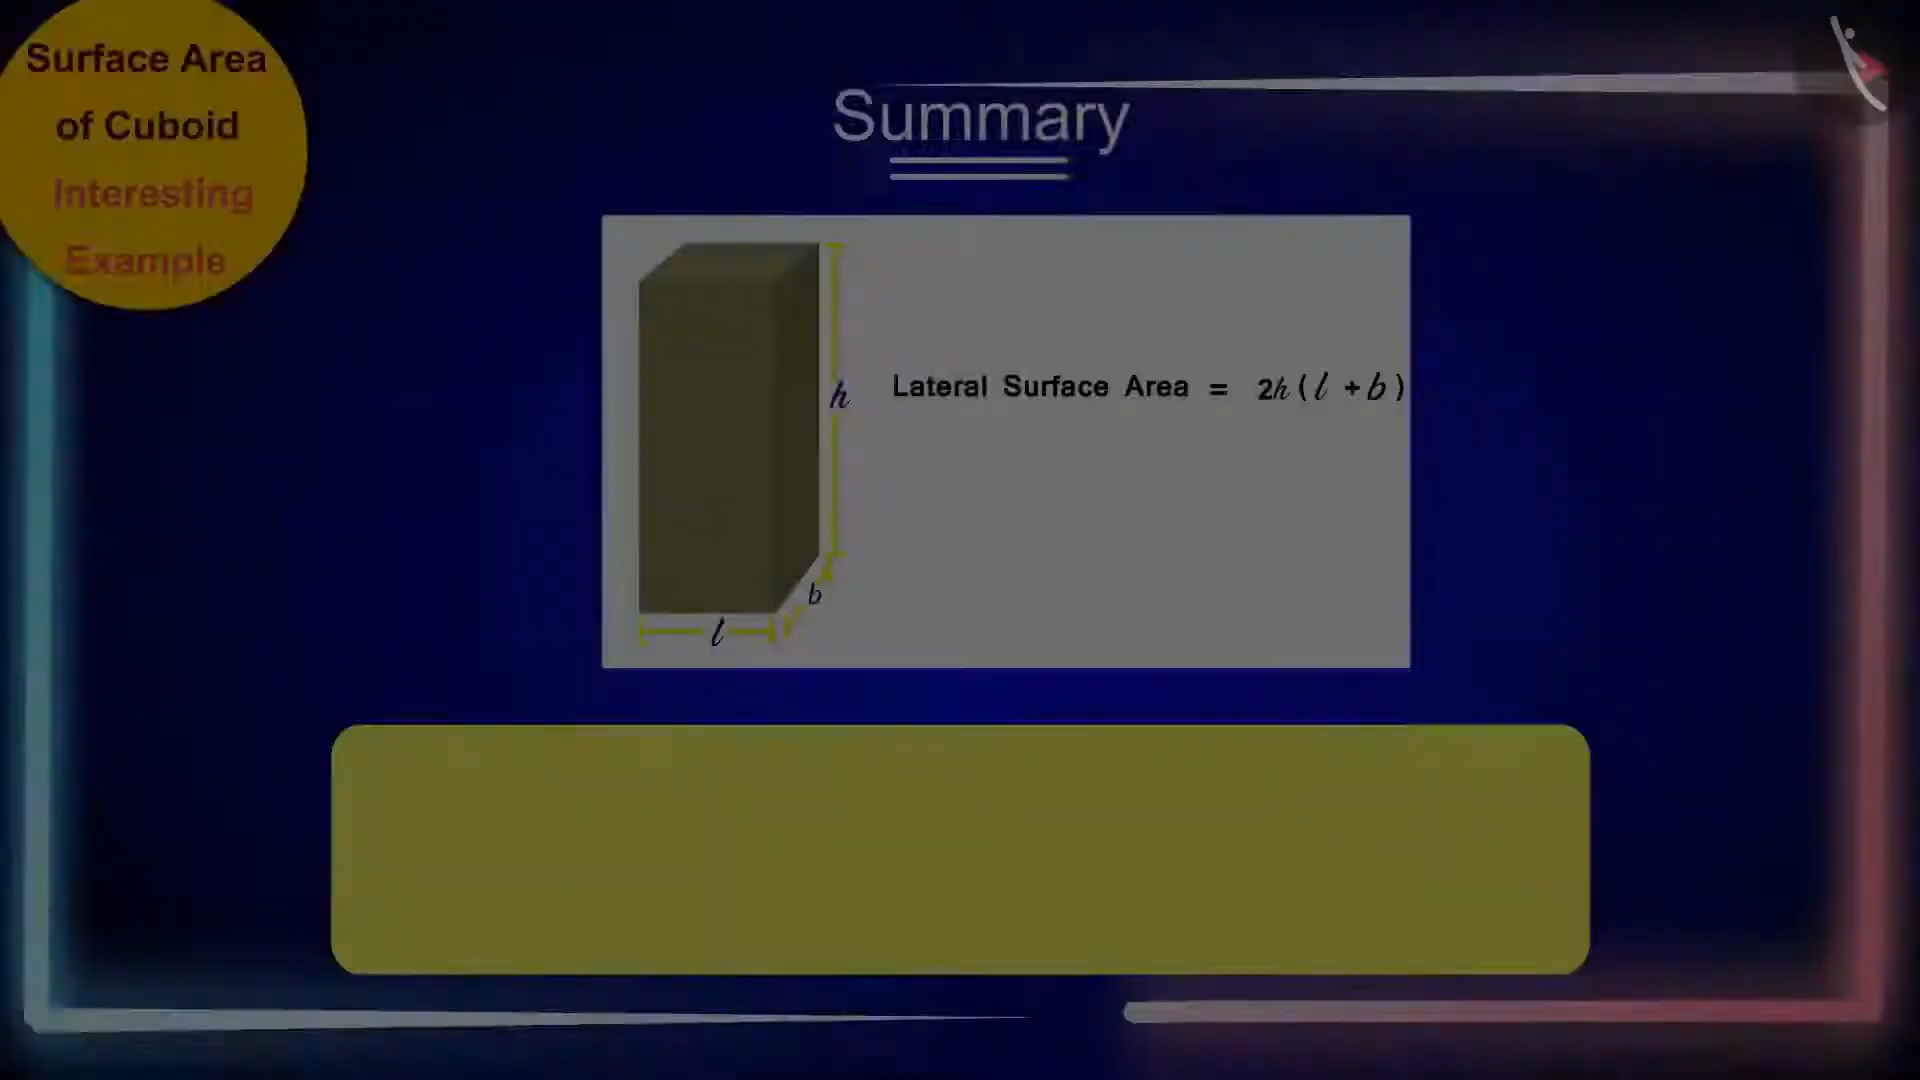 Surface Area
of Cuboid
Interesting
Example
Summary
h
Lateral Surface Area = 2h(l + b)
b
l